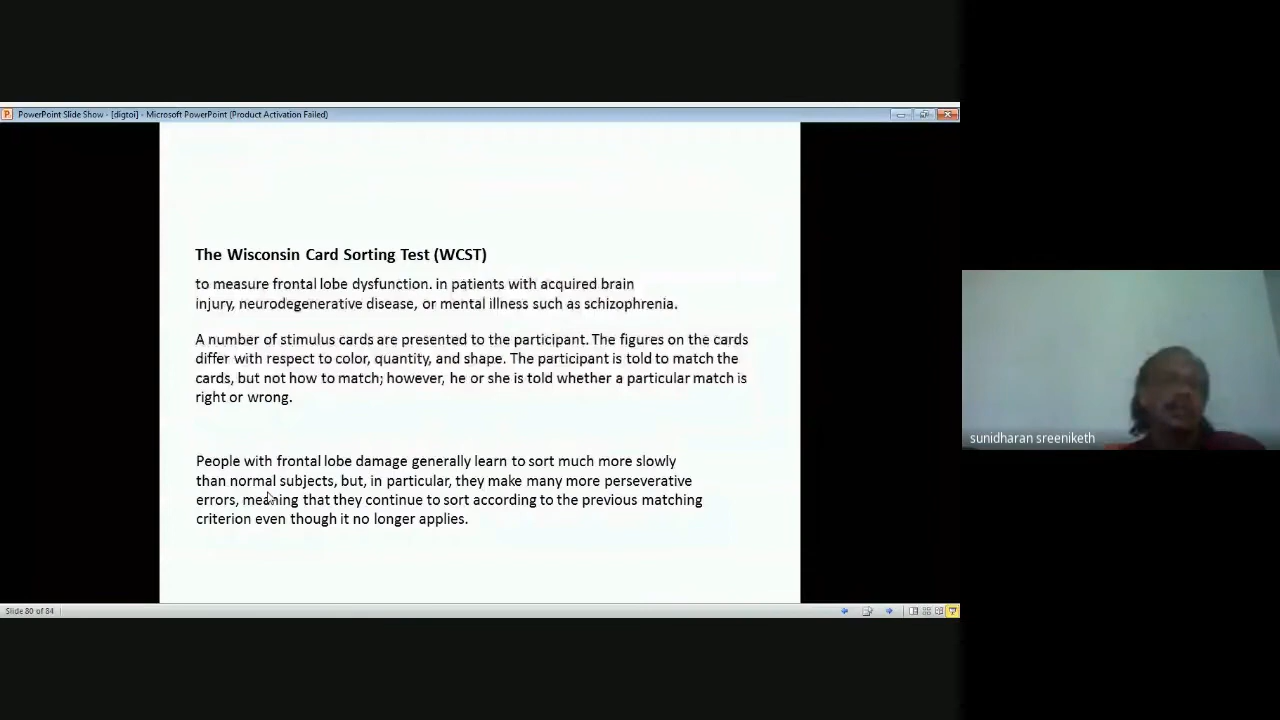 PowerPoint Slide Show - [digtoi] - Microsoft PowerPoint (Product Activation Failed)
The Wisconsin Card Sorting Test (WCST)
to measure frontal lobe dysfunction. in patients with acquired brain
injury, neurodegenerative disease, or mental illness such as schizophrenia.
A number of stimulus cards are presented to the participant. The figures on the cards
differ with respect to color, quantity, and shape. The participant is told to match the
cards, but not how to match; however, he or she is told whether a particular match is
right or wrong.
People with frontal lobe damage generally learn to sort much more slowly
than normal subjects, but, in particular, they make many more perseverative
errors, meaning that they continue to sort according to the previous matching
criterion even though it no longer applies.
sunidharan sreeniketh
Slide 80 of 84